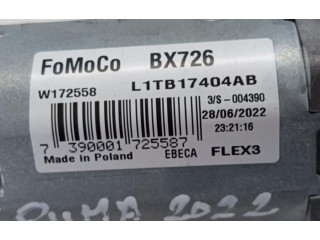 FoMoCo BX726
W172558 L1TB17404AB
3/S-004390
28/06/2022
23:21:16
7 390001 725587
Made in Poland EBECA FLEX3
PUMA 2022